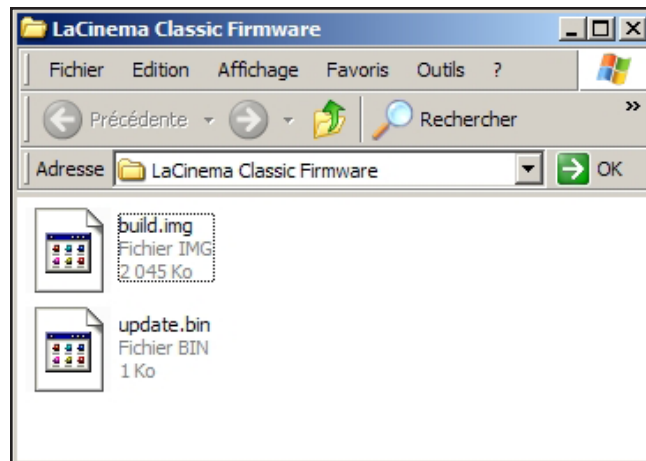 LaCinema Classic Firmware
Fichier Edition Affichage Favoris Outils ?
Précédente Rechercher »
Adresse LaCinema Classic Firmware OK
build.img
Fichier IMG
2 045 Ko
update.bin
Fichier BIN
1 Ko